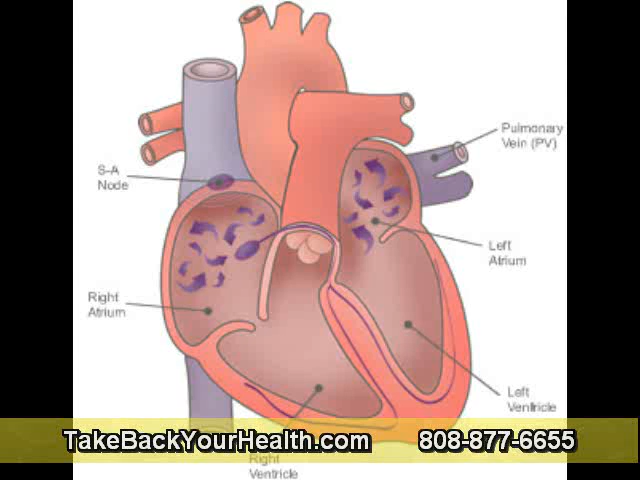 Pulmonary
Vein (PV)
S-A
Node
Left
Atrium
Right
Atrium
Left
Ventricle
TakeBackYourHealth.com 808-877-6655
Right
Ventricle